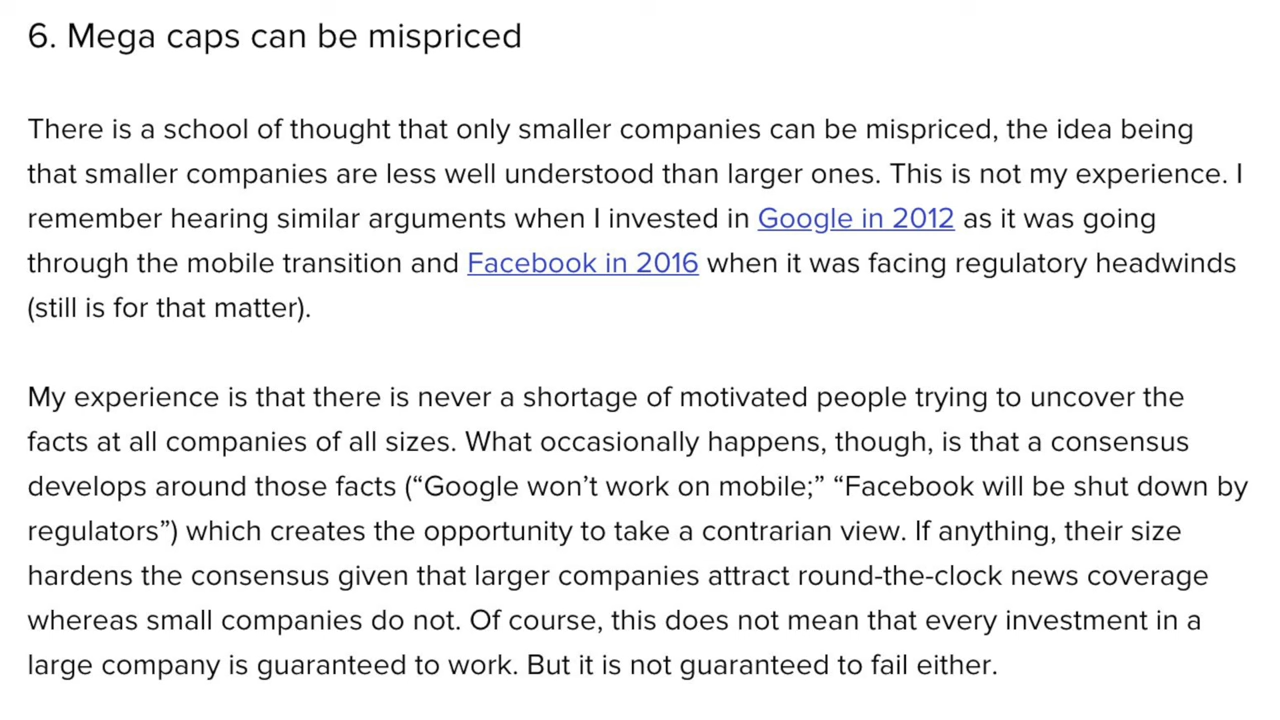 6. Mega caps can be mispriced
There is a school of thought that only smaller companies can be mispriced, the idea being
that smaller companies are less well understood than larger ones. This is not my experience. I
remember hearing similar arguments when I invested in Google in 2012 as it was going
through the mobile transition and Facebook in 2016 when it was facing regulatory headwinds
(still is for that matter).
My experience is that there is never a shortage of motivated people trying to uncover the
facts at all companies of all sizes. What occasionally happens, though, is that a consensus
develops around those facts (“Google won’t work on mobile;” “Facebook will be shut down by
regulators”) which creates the opportunity to take a contrarian view. If anything, their size
hardens the consensus given that larger companies attract round-the-clock news coverage
whereas small companies do not. Of course, this does not mean that every investment in a
large company is guaranteed to work. But it is not guaranteed to fail either.